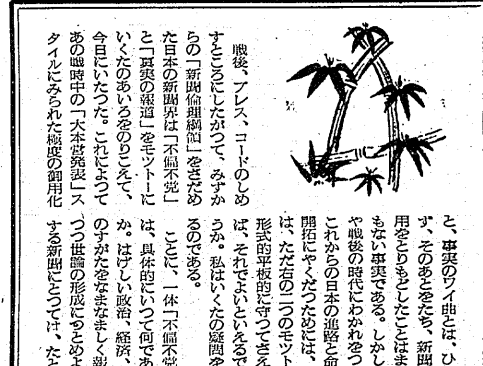 戦後、プレス、コードのしめ
すところにしたがつて、みずか
らの「新聞倫理綱領」をさだめ
た日本の新聞界は「不偏不党」
と「真実の報道」をモツトーに
いくたのあいろをのりこえて、
今日にいたつた。これによつて
あの戦時中の「大本営発表」ス
タイルにみられた極度の御用化
と、事実のワイ曲とは、ひ
ず、そのあとをたち、新聞
用をとりもどしたことはま
もない事実である。しかし
や戦後の時代にわかれをつ
これからの日本の進路と命
開拓にやくだつためには、
は、ただ右の二つのモツト
形式的平板的に守つてさえ
ば、それでよいといえるで
うか。私はいくたの疑問を
るのである。
ことに、一体「不偏不党
は、具体的にいつて何であ
か。はげしい政治、経済、
のすがたをなまなましく報
つつ世論の形成につとめよ
する新聞にとつては、たと